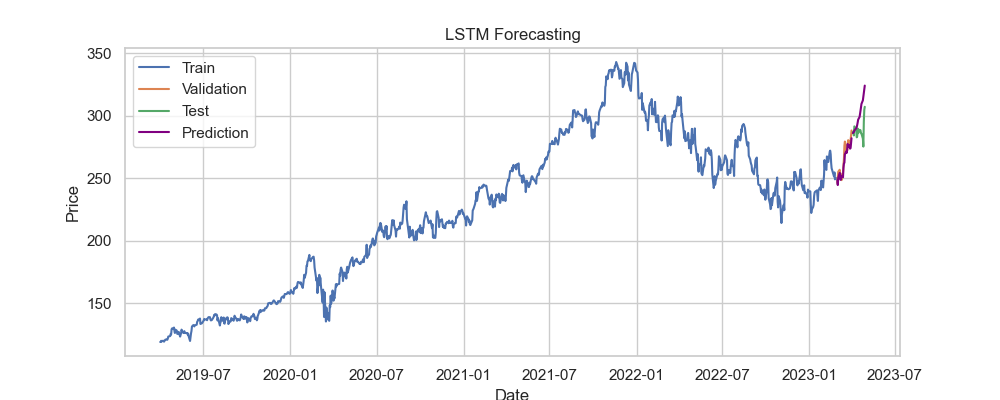 LSTM Forecasting
350
300
250
200
150
Price
Train
Validation
Test
Prediction
2019-07 2020-01 2020-07 2021-01 2021-07 2022-01 2022-07 2023-01 2023-07
Date